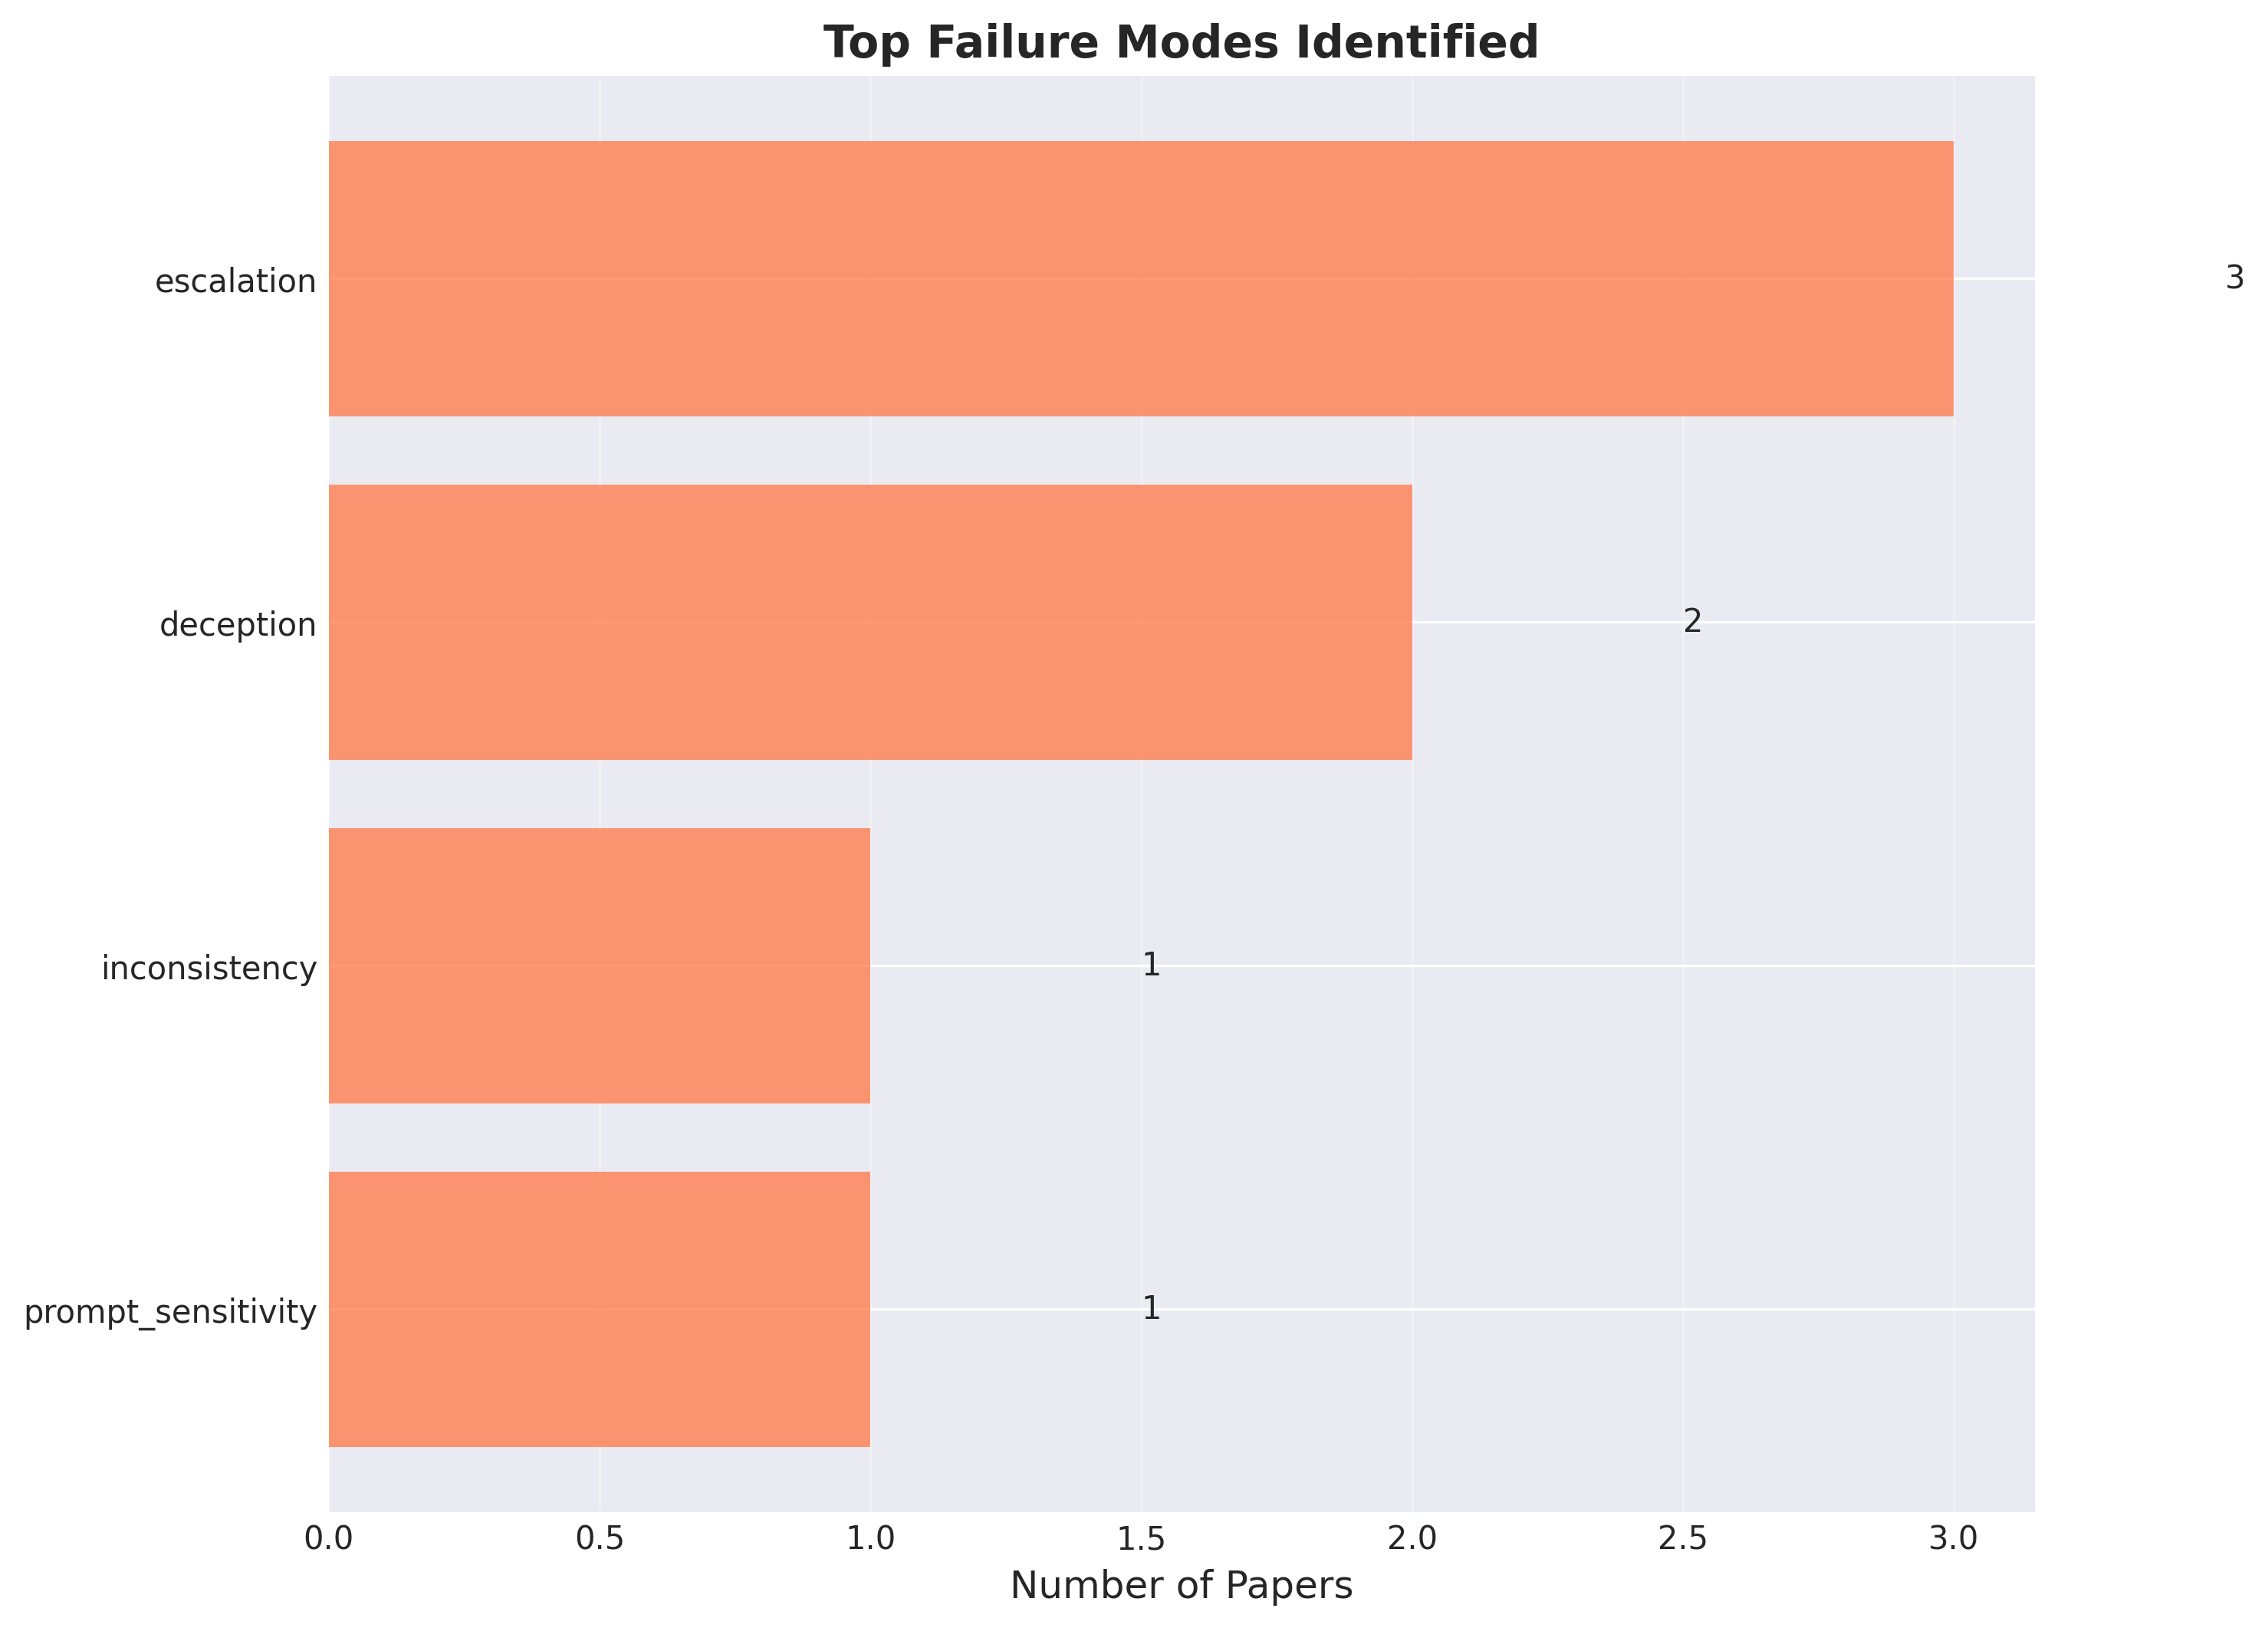 Top Failure Modes Identified
escalation
3
deception
2
inconsistency
1
prompt_sensitivity
1
0.0 0.5 1.0 1.5 2.0 2.5 3.0
Number of Papers